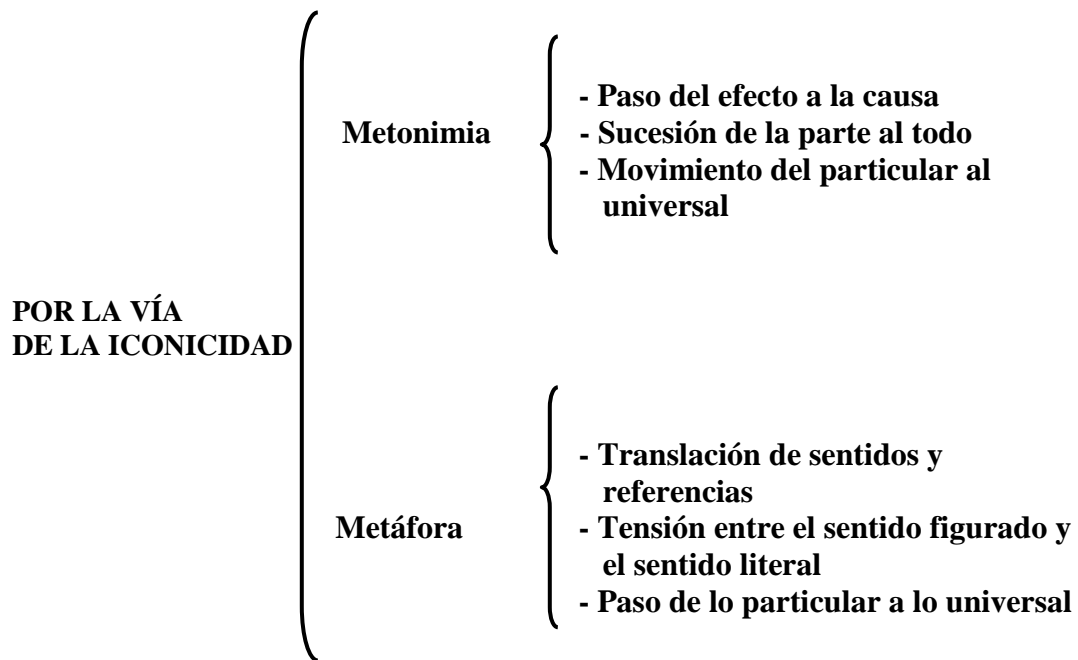 Metonimia
- Paso del efecto a la causa
- Sucesión de la parte al todo
- Movimiento del particular al
universal
POR LA VÍA
DE LA ICONICIDAD
Metáfora
- Translación de sentidos y
referencias
- Tensión entre el sentido figurado y
el sentido literal
- Paso de lo particular a lo universal